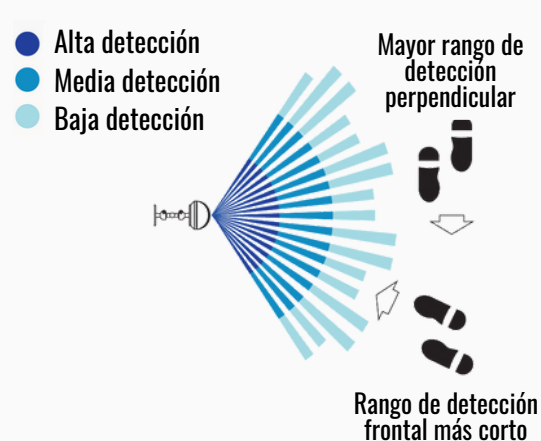 Alta detección
Media detección
Baja detección
Mayor rango de
detección
perpendicular
Rango de detección
frontal más corto